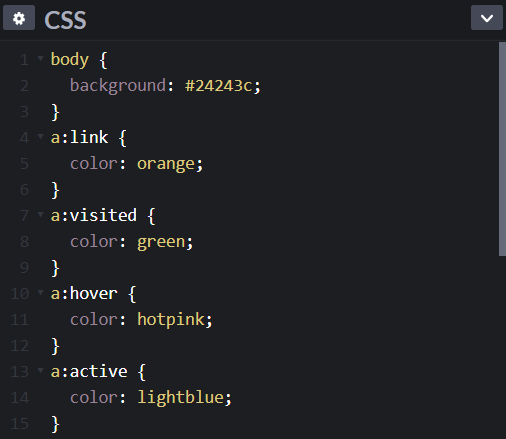 CSS
1 body {
2   background: #24243c;
3 }
4 a:link {
5   color: orange;
6 }
7 a:visited {
8   color: green;
9 }
10 a:hover {
11   color: hotpink;
12 }
13 a:active {
14   color: lightblue;
15 }